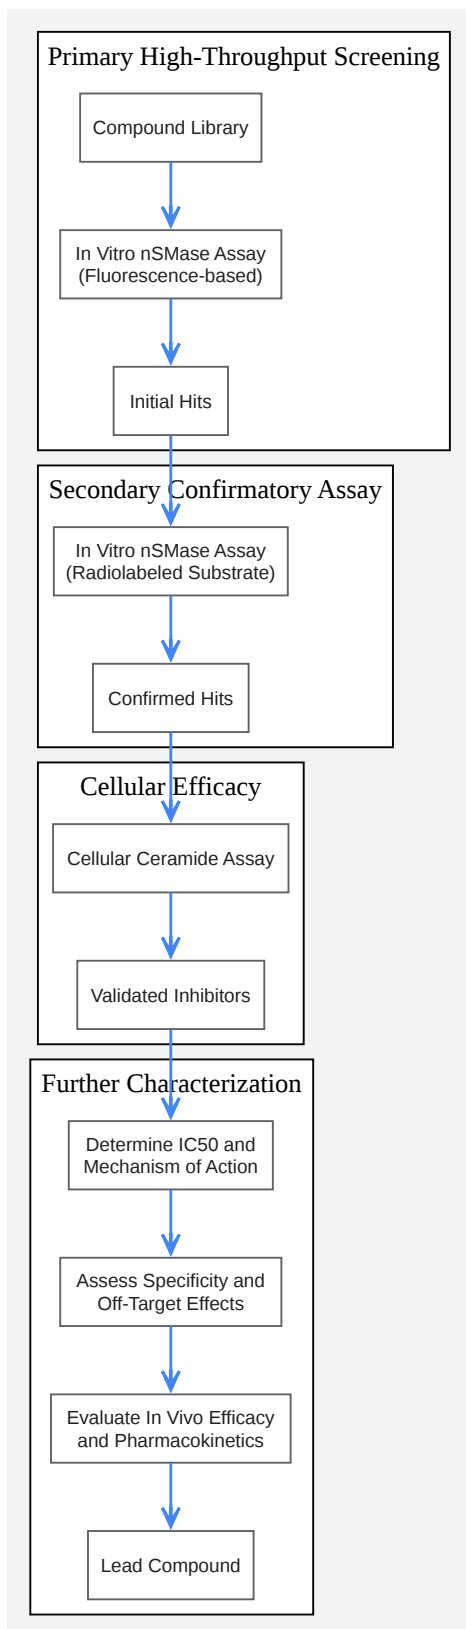 Primary High-Throughput Screening
Compound Library
In Vitro nSMase Assay
(Fluorescence-based)
Initial Hits
Secondary Confirmatory Assay
In Vitro nSMase Assay
(Radiolabeled Substrate)
Confirmed Hits
Cellular Efficacy
Cellular Ceramide Assay
Validated Inhibitors
Further Characterization
Determine IC50 and
Mechanism of Action
Assess Specificity and
Off-Target Effects
Evaluate In Vivo Efficacy
and Pharmacokinetics
Lead Compound